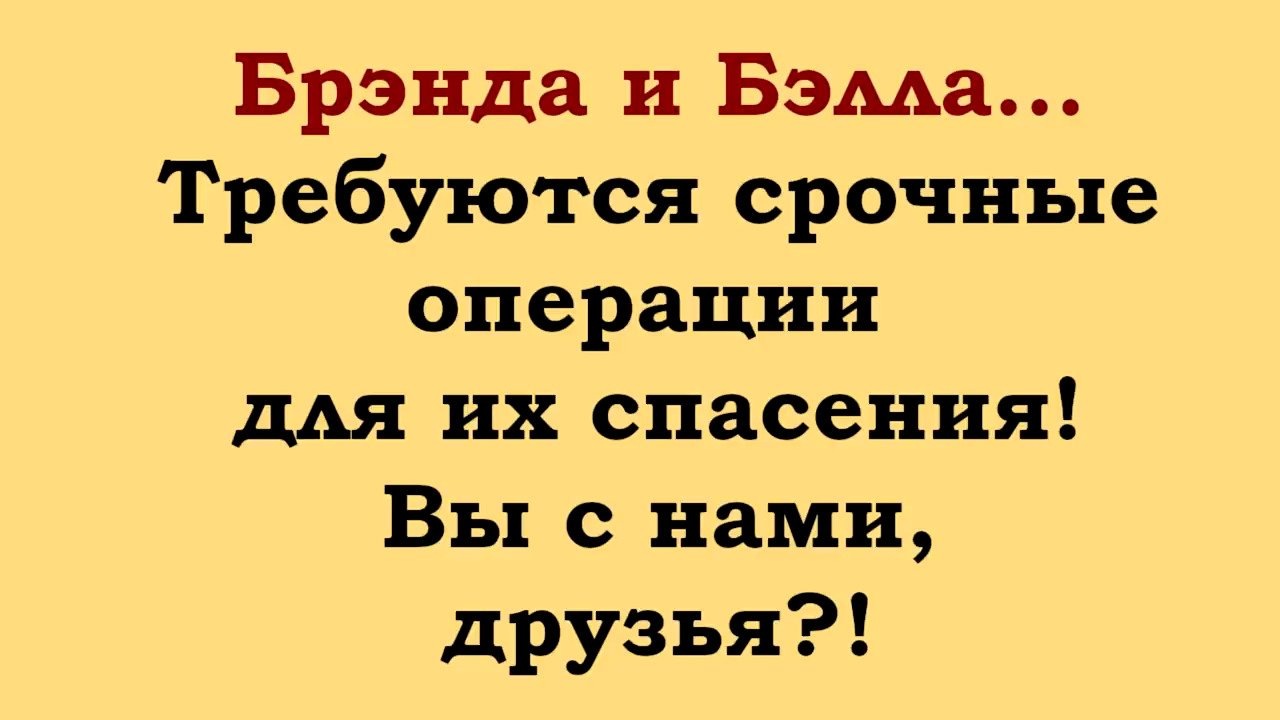 Брэнда и Бэлла...
Требуются срочные
операции
для их спасения!
Вы с нами,
друзья?!